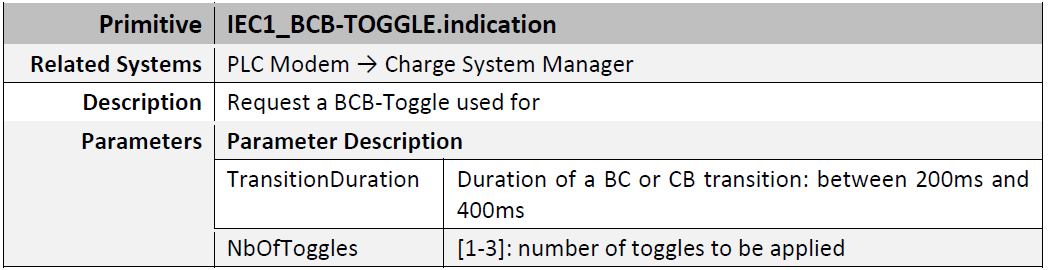 Primitive IEC1_BCB-TOGGLE.indication
Related Systems PLC Modem → Charge System Manager
Description Request a BCB-Toggle used for
Parameters Parameter Description
TransitionDuration Duration of a BC or CB transition: between 200ms and
400ms
NbOfToggles [1-3]: number of toggles to be applied